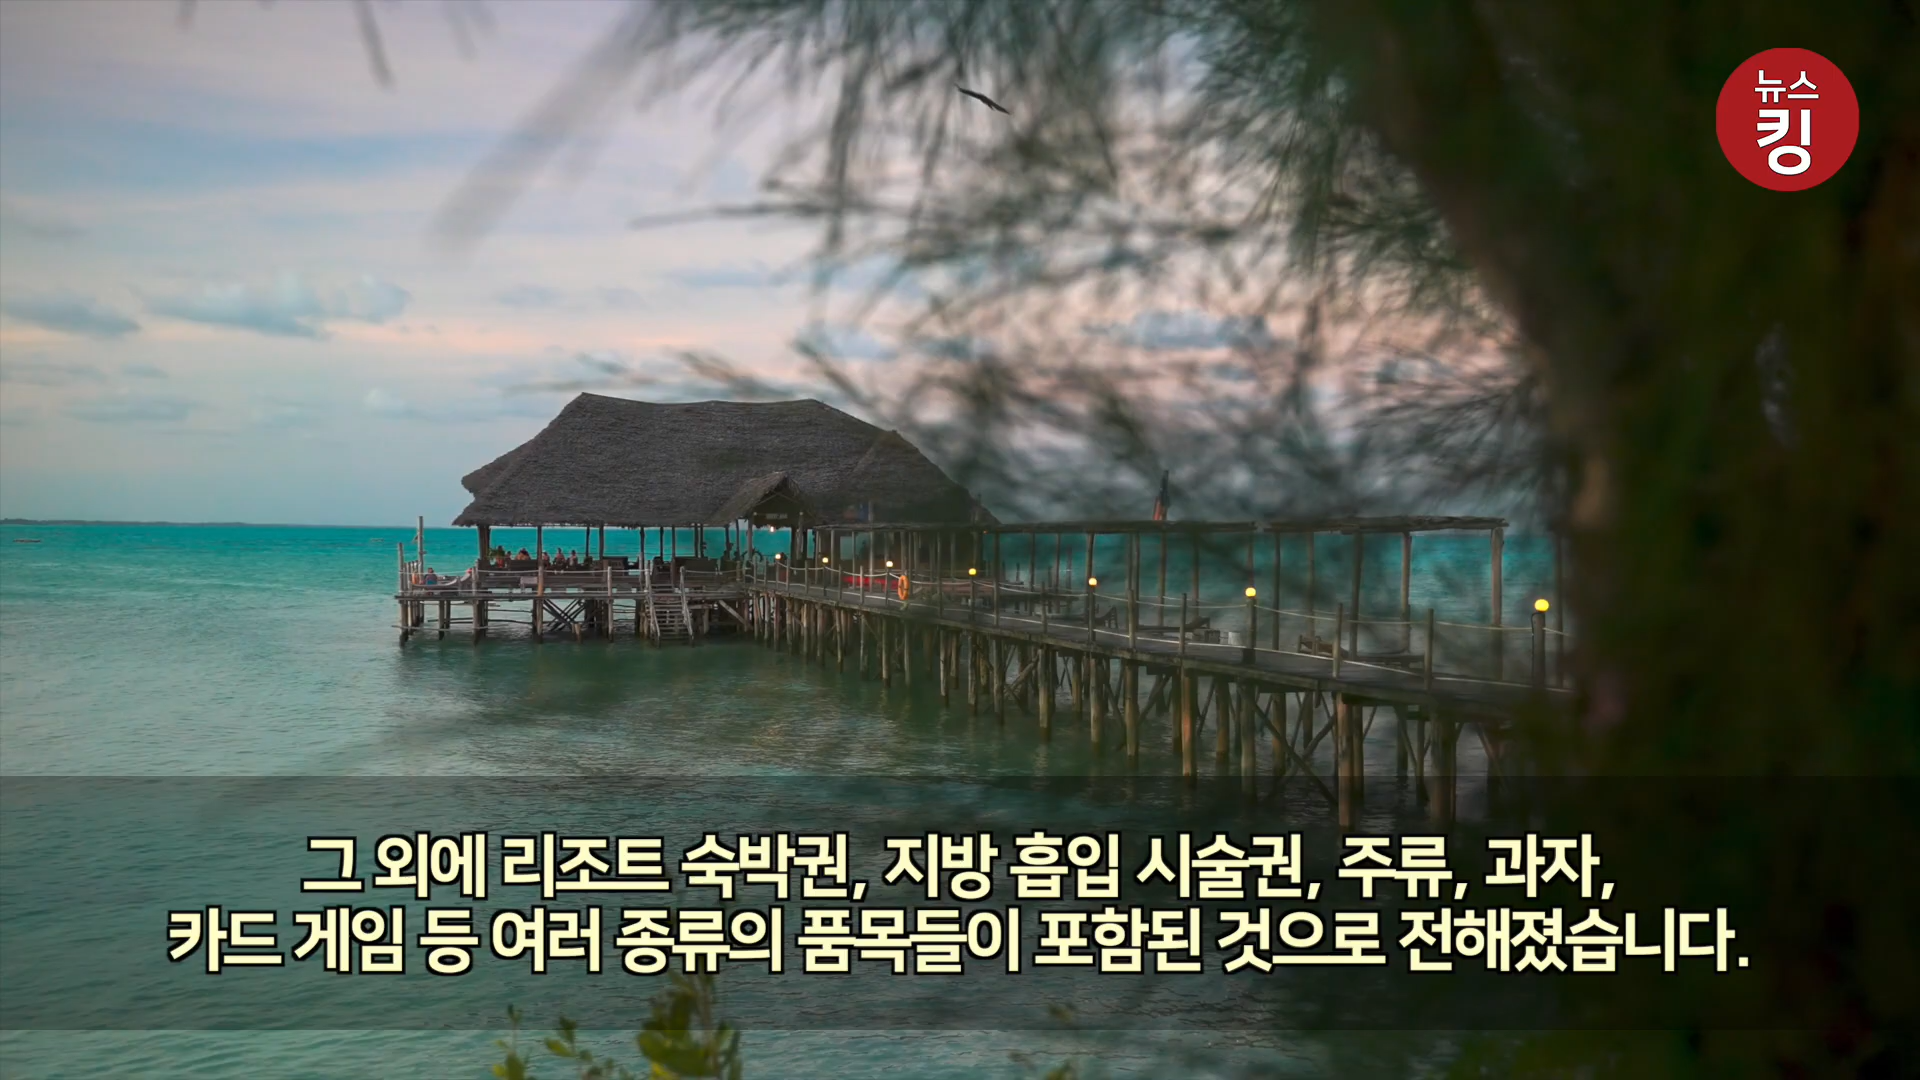 뉴스
킹
그 외에 리조트 숙박권, 지방 흡입 시술권, 주류, 과자,
카드 게임 등 여러 종류의 품목들이 포함된 것으로 전해졌습니다.